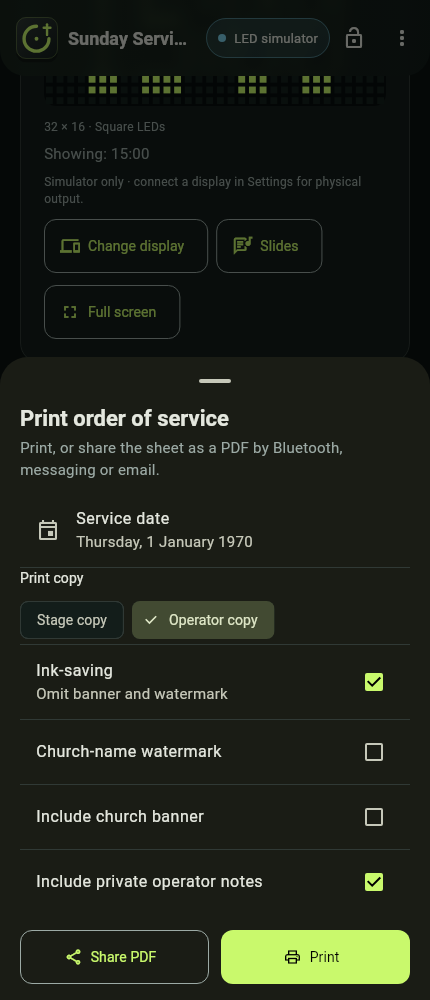 Sunday Servi...
LED simulator
32 × 16 · Square LEDs
Showing: 15:00
Simulator only · connect a display in Settings for physical
output.
Change display
Slides
Full screen
Print order of service
Print, or share the sheet as a PDF by Bluetooth,
messaging or email.
Service date
Thursday, 1 January 1970
Print copy
Stage copy
Operator copy
Ink-saving
Omit banner and watermark
Church-name watermark
Include church banner
Include private operator notes
Share PDF
Print